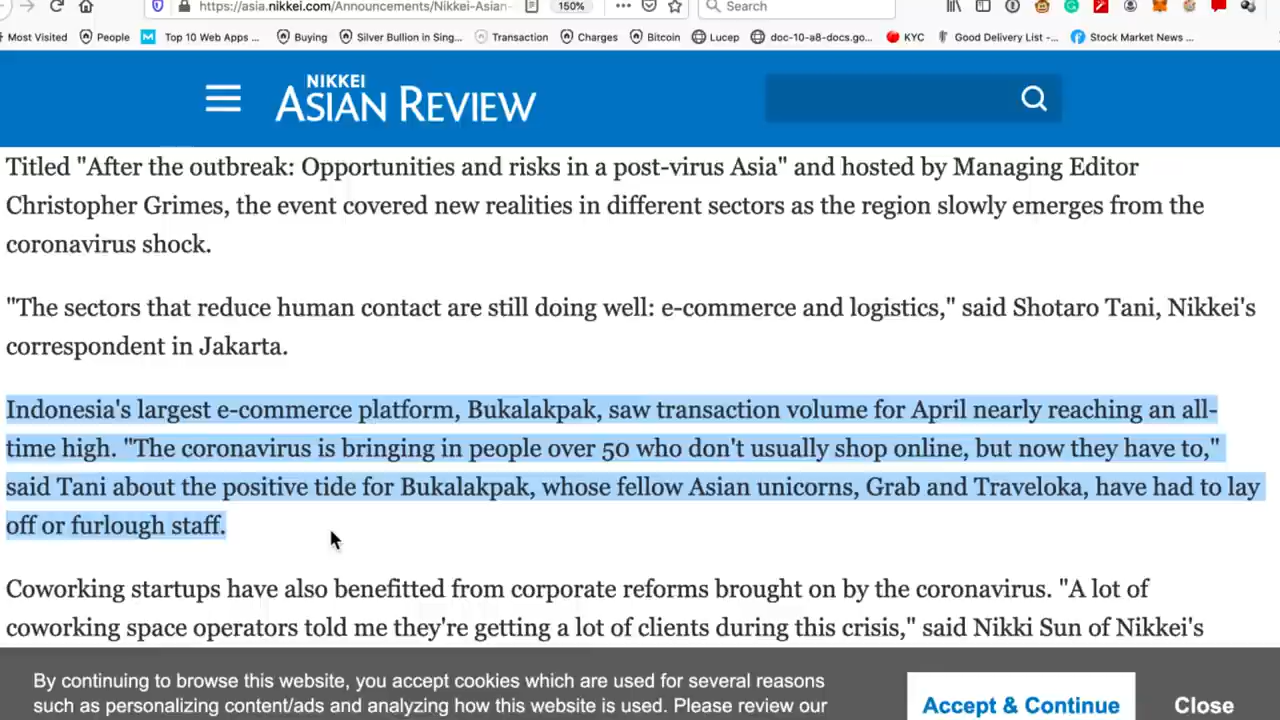 https://asia.nikkei.com/Announcements/Nikkei-Asian- 150% Search
Most Visited People Top 10 Web Apps ... Buying Silver Bullion in Sing... Transaction Charges Bitcoin Lucep doc-10-a8-docs.go... KYC Good Delivery List -... Stock Market News ...
NIKKEI
ASIAN REVIEW
Titled "After the outbreak: Opportunities and risks in a post-virus Asia" and hosted by Managing Editor
Christopher Grimes, the event covered new realities in different sectors as the region slowly emerges from the
coronavirus shock.
"The sectors that reduce human contact are still doing well: e-commerce and logistics," said Shotaro Tani, Nikkei's
correspondent in Jakarta.
Indonesia's largest e-commerce platform, Bukalakpak, saw transaction volume for April nearly reaching an all-
time high. "The coronavirus is bringing in people over 50 who don't usually shop online, but now they have to,"
said Tani about the positive tide for Bukalakpak, whose fellow Asian unicorns, Grab and Traveloka, have had to lay
off or furlough staff.
Coworking startups have also benefitted from corporate reforms brought on by the coronavirus. "A lot of
coworking space operators told me they're getting a lot of clients during this crisis," said Nikki Sun of Nikkei's
By continuing to browse this website, you accept cookies which are used for several reasons
such as personalizing content/ads and analyzing how this website is used. Please review our
Accept & Continue
Close